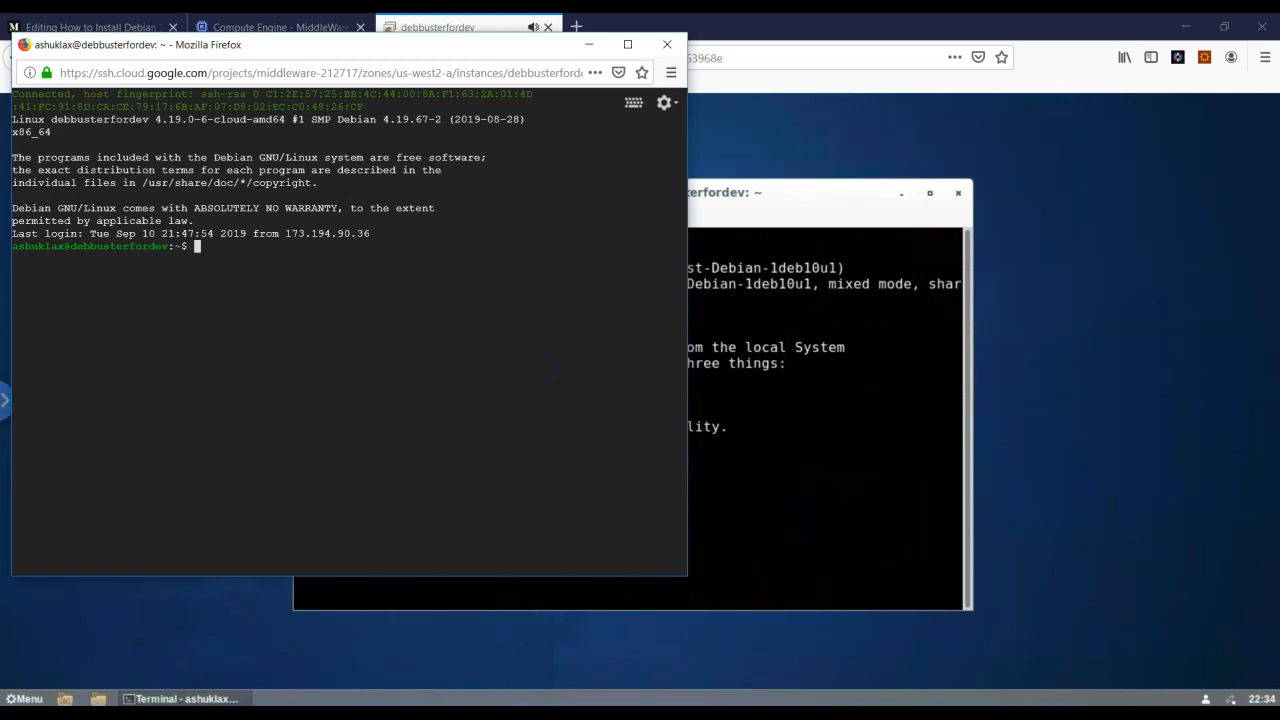 Editing How to Install Debian
Compute Engine - MiddleWar
debbusterfordev
ashuklax@debbusterfordev: ~ - Mozilla Firefox
63968e
https://ssh.cloud.google.com/projects/middleware-212717/zones/us-west2-a/instances/debbusterforde
Connected, host fingerprint: ssh-rsa 0 C1:2E:57:25:BB:4C:44:00:8A:F1:63:2A:01:4D
:41:FC:91:8D:CA:CE:79:17:6B:AF:07:D8:02:EC:C0:48:26:CF
Linux debbusterfordev 4.19.0-6-cloud-amd64 #1 SMP Debian 4.19.67-2 (2019-08-28)
x86_64
The programs included with the Debian GNU/Linux system are free software;
the exact distribution terms for each program are described in the
individual files in /usr/share/doc/*/copyright.
Debian GNU/Linux comes with ABSOLUTELY NO WARRANTY, to the extent
permitted by applicable law.
Last login: Tue Sep 10 21:47:54 2019 from 173.194.90.36
ashuklax@debbusterfordev:~$
erfordev: ~
st-Debian-1deb10u1)
Debian-1deb10u1, mixed mode, shar
om the local System
hree things:
lity.
Menu
Terminal - ashuklax...
22:34